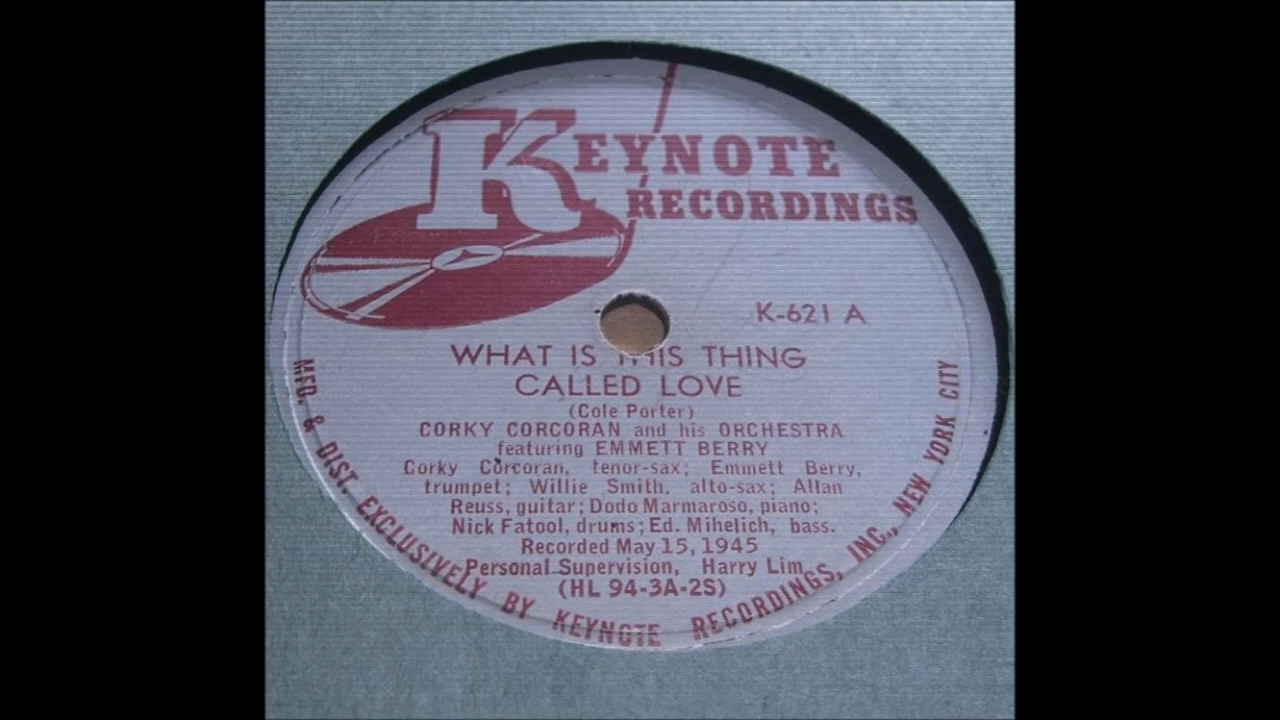 KEYNOTE
RECORDINGS
K-621 A
WHAT IS THIS THING
CALLED LOVE
(Cole Porter)
CORKY CORCORAN and his ORCHESTRA
featuring EMMETT BERRY
Corky Corcoran, tenor-sax; Emmett Berry,
trumpet; Willie Smith, alto-sax; Allan
Reuss, guitar; Dodo Marmaroso, piano;
Nick Fatool, drums; Ed. Mihelich, bass.
Recorded May 15, 1945
Personal Supervision, Harry Lim
(HL 94-3A-2S)
MFD. & DIST. EXCLUSIVELY BY KEYNOTE RECORDINGS, INC., NEW YORK CITY